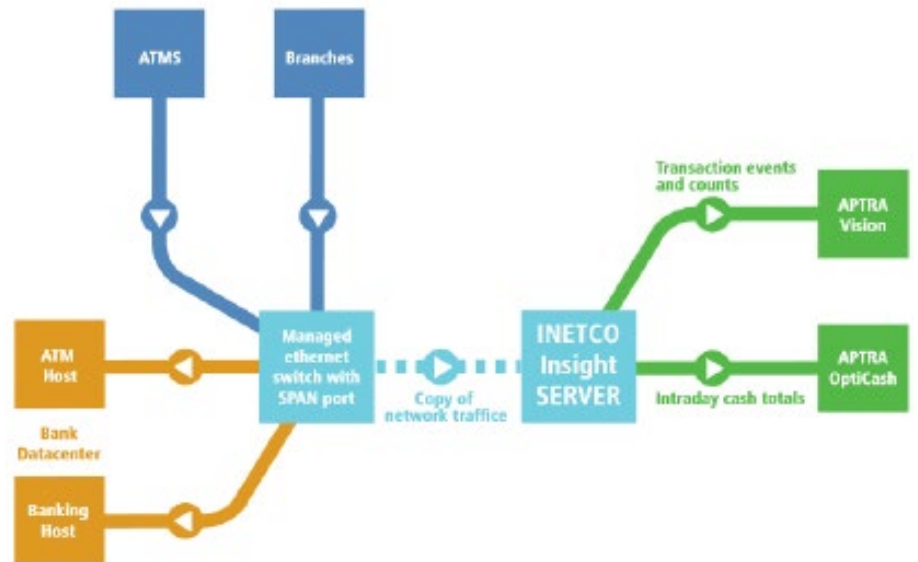 ATMS
Branches
Transaction events
and counts
APTRA
Vision
Managed
ethernet
switch with
SPAN port
INETCO
Insight
SERVER
ATM
Host
APTRA
OptiCash
Copy of
network traffice
Intraday cash totals
Bank
Datacenter
Banking
Host